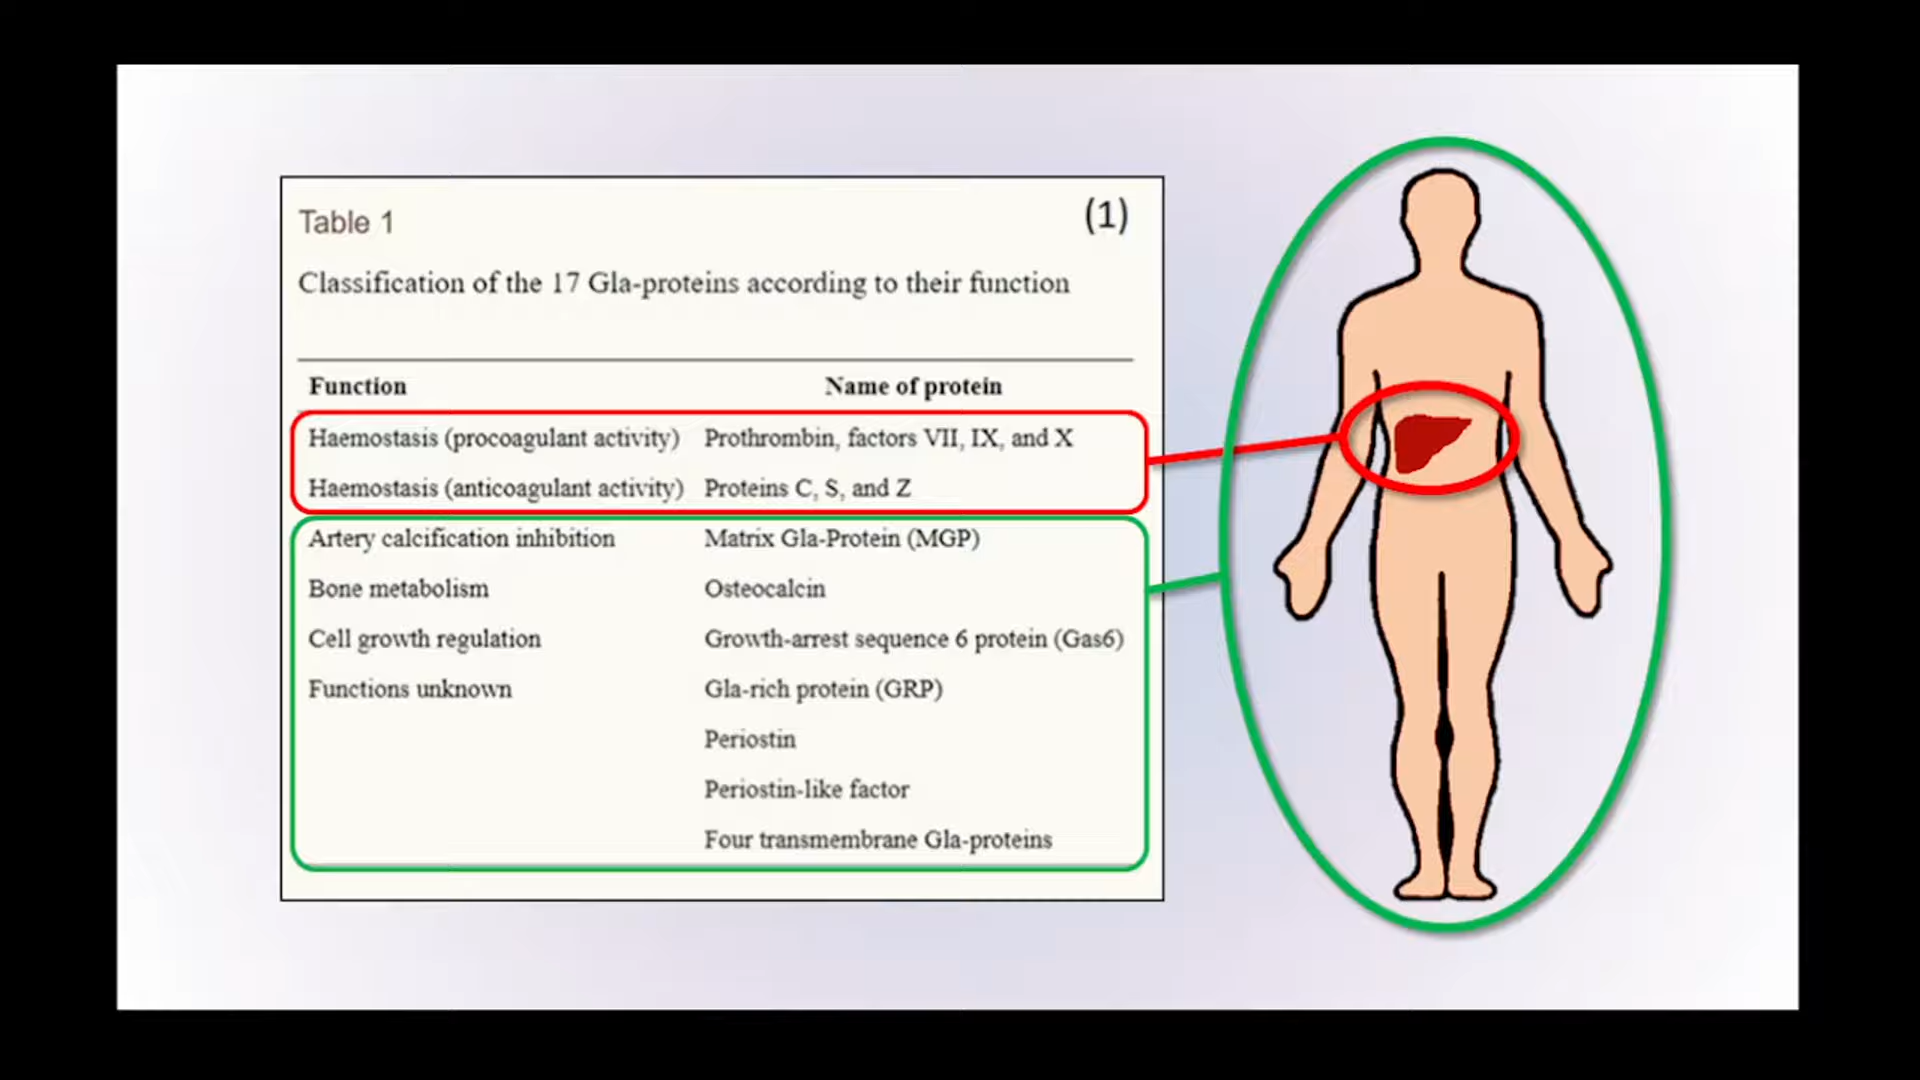 Table 1 (1)
Classification of the 17 Gla-proteins according to their function
Function Name of protein
Haemostasis (procoagulant activity) Prothrombin, factors VII, IX, and X
Haemostasis (anticoagulant activity) Proteins C, S, and Z
Artery calcification inhibition Matrix Gla-Protein (MGP)
Bone metabolism Osteocalcin
Cell growth regulation Growth-arrest sequence 6 protein (Gas6)
Functions unknown Gla-rich protein (GRP)
Periostin
Periostin-like factor
Four transmembrane Gla-proteins